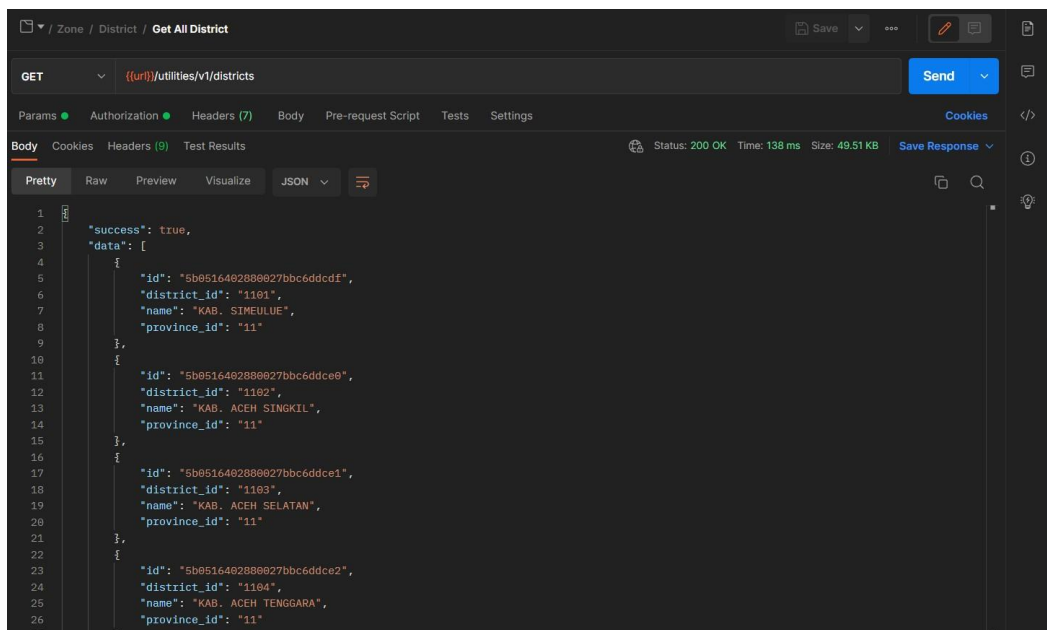 / Zone / District / Get All District
Save
GET {{url}}/utilities/v1/districts Send
Params Authorization Headers (7) Body Pre-request Script Tests Settings Cookies
Body Cookies Headers (9) Test Results Status: 200 OK Time: 138 ms Size: 49.51 KB Save Response
Pretty Raw Preview Visualize JSON
1 {
2 "success": true,
3 "data": [
4 {
5 "id": "5b0516402880027bbc6ddcdf",
6 "district_id": "1101",
7 "name": "KAB. SIMEULUE",
8 "province_id": "11"
9 },
10 {
11 "id": "5b0516402880027bbc6ddce0",
12 "district_id": "1102",
13 "name": "KAB. ACEH SINGKIL",
14 "province_id": "11"
15 },
16 {
17 "id": "5b0516402880027bbc6ddce1",
18 "district_id": "1103",
19 "name": "KAB. ACEH SELATAN",
20 "province_id": "11"
21 },
22 {
23 "id": "5b0516402880027bbc6ddce2",
24 "district_id": "1104",
25 "name": "KAB. ACEH TENGGARA",
26 "province_id": "11"